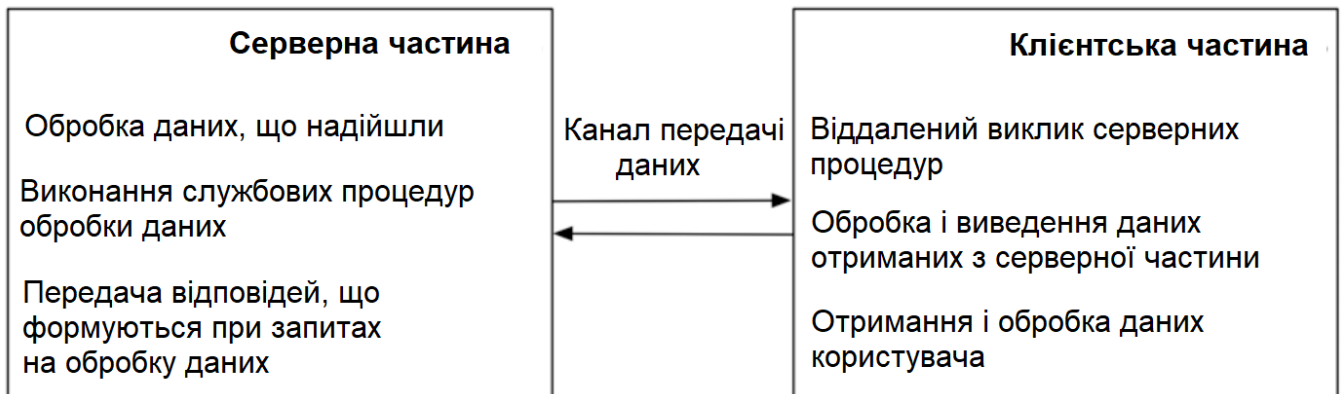 Серверна частина
Обробка даних, що надійшли
Виконання службових процедур
обробки даних
Передача відповідей, що
формуються при запитах
на обробку даних
Канал передачі
даних
Клієнтська частина
Віддалений виклик серверних
процедур
Обробка і виведення даних
отриманих з серверної частини
Отримання і обробка даних
користувача